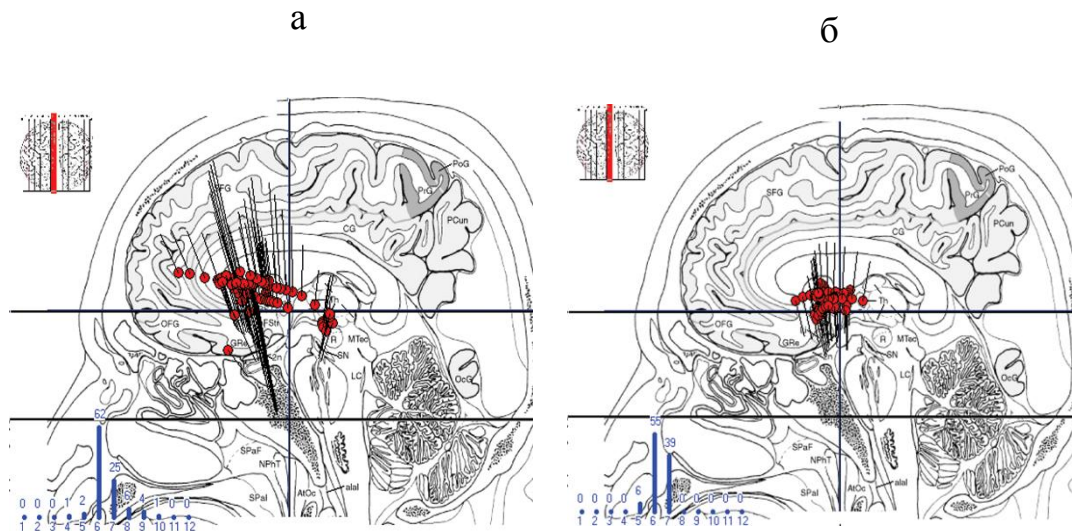 а
б
FG
PoG
PrG
PCun
CG
OFG
GRe
FStr
2n
R
MTec
SN
LC
OcG
SPaF
NPhT
SPal
AtOc
alal
62
25
0 0 0 1 2 6 4 1 0 0
1 2 3 4 5 6 7 8 9 10 11 12
SFG
PoG
PrG
PCun
CG
OFG
Th
GRe
2n
R
MTec
SN
LC
OcG
SPaF
NPhT
SPal
AtOc
alal
55
39
0 0 0 0 6 0 0 0 0 0
1 2 3 4 5 6 7 8 9 10 11 12